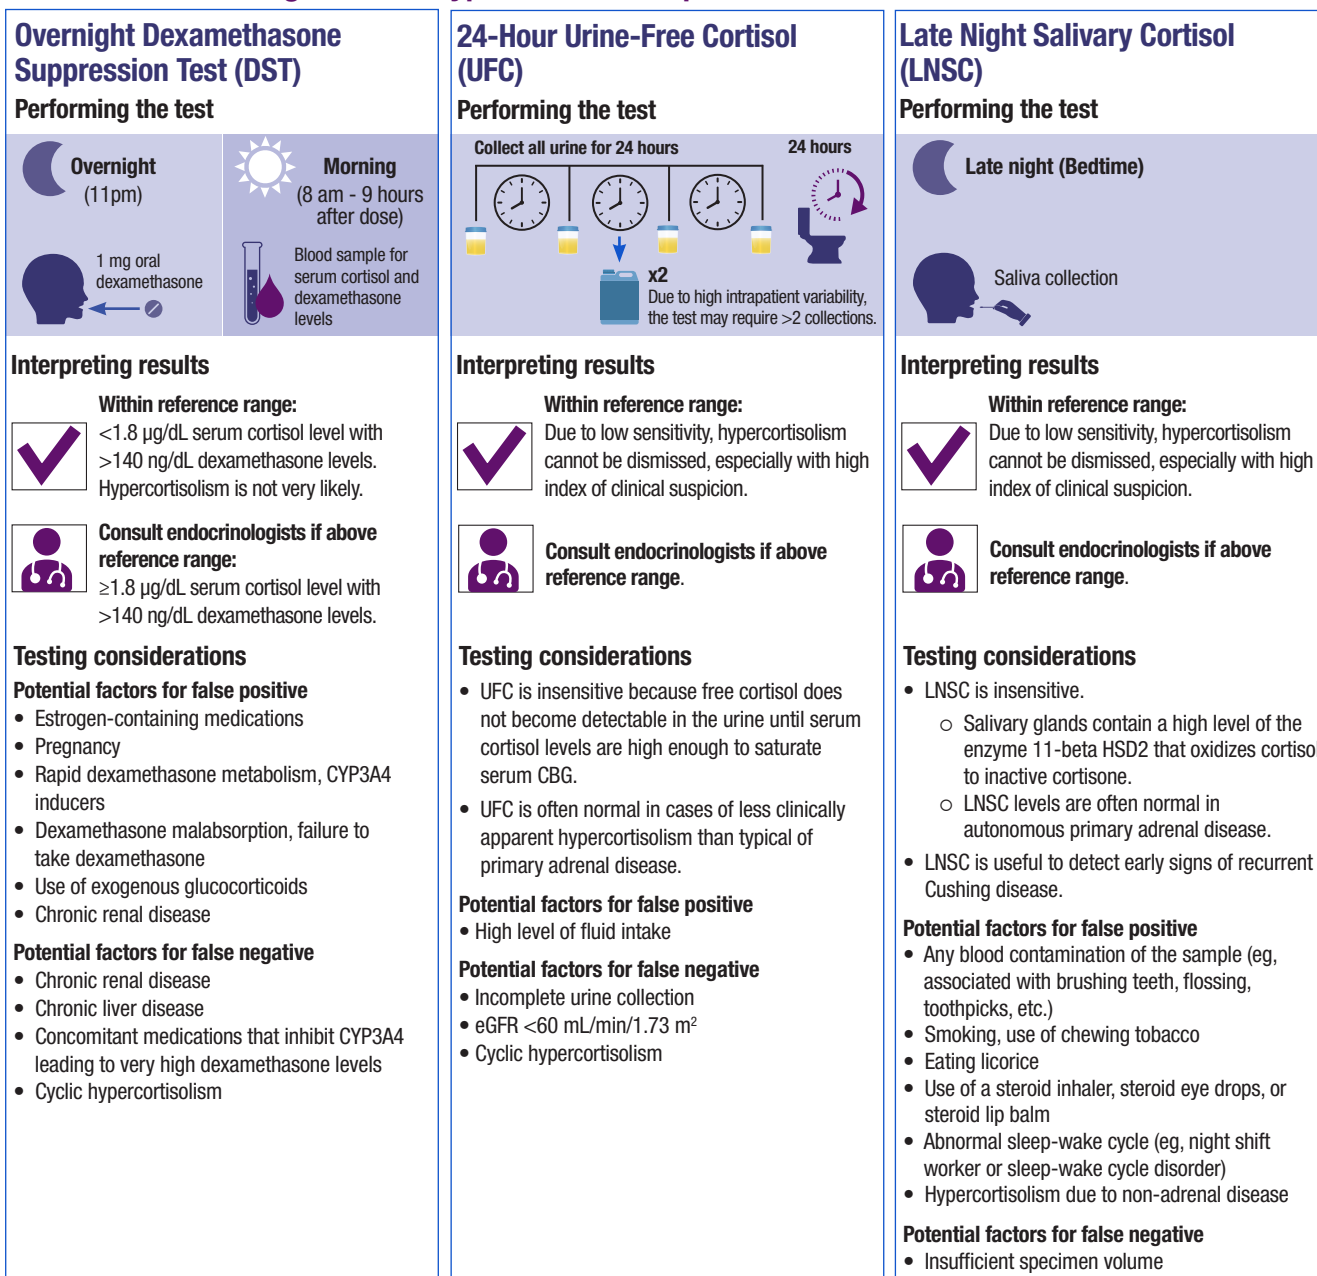 Overnight Dexamethasone
Suppression Test (DST)
Performing the test
Overnight
(11pm)
1 mg oral
dexamethasone
Morning
(8 am - 9 hours
after dose)
Blood sample for
serum cortisol and
dexamethasone
levels
Interpreting results
Within reference range:
<1.8 µg/dL serum cortisol level with
>140 ng/dL dexamethasone levels.
Hypercortisolism is not very likely.
Consult endocrinologists if above
reference range:
≥1.8 µg/dL serum cortisol level with
>140 ng/dL dexamethasone levels.
Testing considerations
Potential factors for false positive
• Estrogen-containing medications
• Pregnancy
• Rapid dexamethasone metabolism, CYP3A4
inducers
• Dexamethasone malabsorption, failure to
take dexamethasone
• Use of exogenous glucocorticoids
• Chronic renal disease
Potential factors for false negative
• Chronic renal disease
• Chronic liver disease
• Concomitant medications that inhibit CYP3A4
leading to very high dexamethasone levels
• Cyclic hypercortisolism
24-Hour Urine-Free Cortisol
(UFC)
Performing the test
Collect all urine for 24 hours
24 hours
x2
Due to high intrapatient variability,
the test may require >2 collections.
Interpreting results
Within reference range:
Due to low sensitivity, hypercortisolism
cannot be dismissed, especially with high
index of clinical suspicion.
Consult endocrinologists if above
reference range.
Testing considerations
• UFC is insensitive because free cortisol does
not become detectable in the urine until serum
cortisol levels are high enough to saturate
serum CBG.
• UFC is often normal in cases of less clinically
apparent hypercortisolism than typical of
primary adrenal disease.
Potential factors for false positive
• High level of fluid intake
Potential factors for false negative
• Incomplete urine collection
• eGFR <60 mL/min/1.73 m²
• Cyclic hypercortisolism
Late Night Salivary Cortisol
(LNSC)
Performing the test
Late night (Bedtime)
Saliva collection
Interpreting results
Within reference range:
Due to low sensitivity, hypercortisolism
cannot be dismissed, especially with high
index of clinical suspicion.
Consult endocrinologists if above
reference range.
Testing considerations
• LNSC is insensitive.
○ Salivary glands contain a high level of the
enzyme 11-beta HSD2 that oxidizes cortisol
to inactive cortisone.
○ LNSC levels are often normal in
autonomous primary adrenal disease.
• LNSC is useful to detect early signs of recurrent
Cushing disease.
Potential factors for false positive
• Any blood contamination of the sample (eg,
associated with brushing teeth, flossing,
toothpicks, etc.)
• Smoking, use of chewing tobacco
• Eating licorice
• Use of a steroid inhaler, steroid eye drops, or
steroid lip balm
• Abnormal sleep-wake cycle (eg, night shift
worker or sleep-wake cycle disorder)
• Hypercortisolism due to non-adrenal disease
Potential factors for false negative
• Insufficient specimen volume